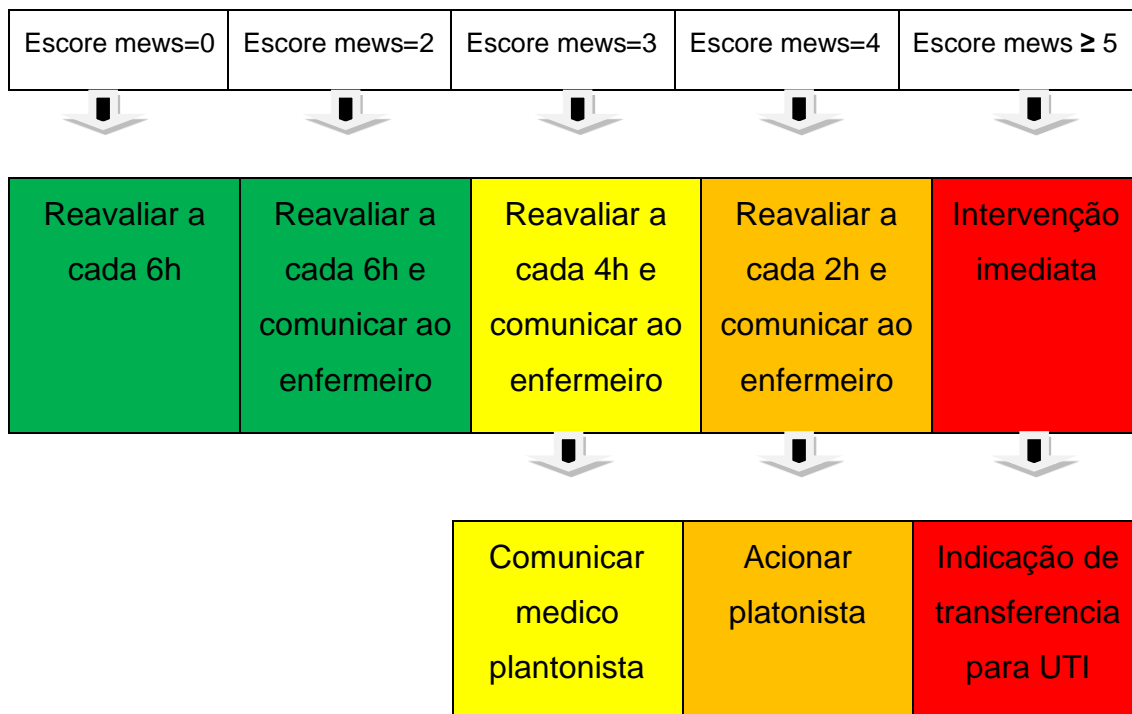 Escore mews=0
Escore mews=2
Escore mews=3
Escore mews=4
Escore mews ≥ 5
Reavaliar a
cada 6h
Reavaliar a
cada 6h e
comunicar ao
enfermeiro
Reavaliar a
cada 4h e
comunicar ao
enfermeiro
Reavaliar a
cada 2h e
comunicar ao
enfermeiro
Intervenção
imediata
Comunicar
medico
plantonista
Acionar
platonista
Indicação de
transferencia
para UTI